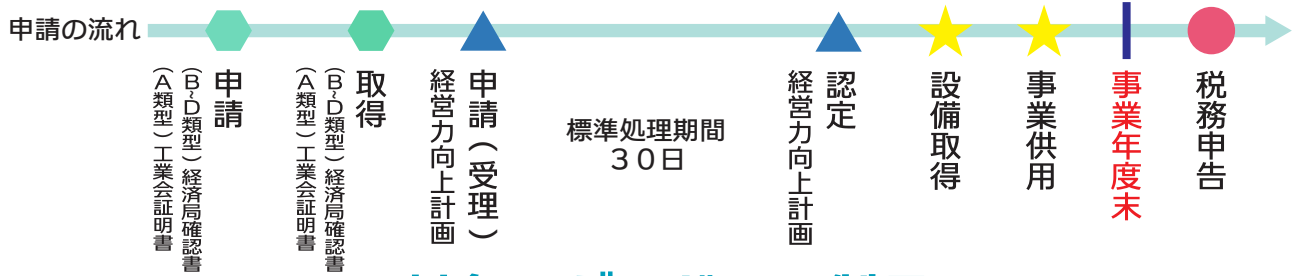 申請の流れ
申請
(B~D類型)経済局確認書
(A類型)工業会証明書
取得
(B~D類型)経済局確認書
(A類型)工業会証明書
申請(受理)
経営力向上計画
標準処理期間
30日
認定
経営力向上計画
設備取得
事業供用
事業年度末
税務申告